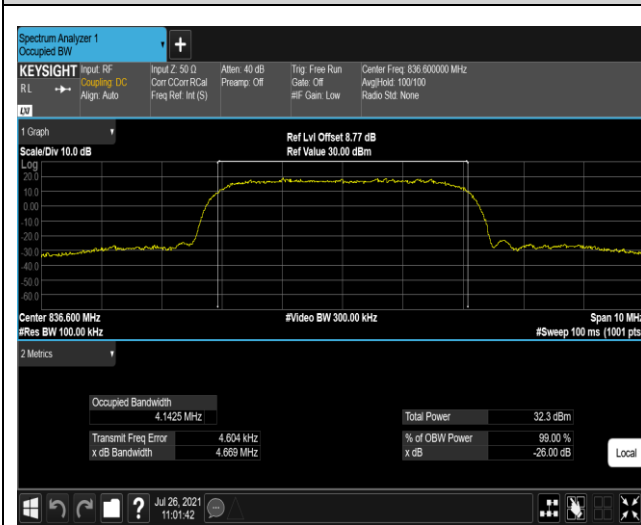 Spectrum Analyzer 1
Occupied BW
+
KEYSIGHT Input: RF Input Z: 50 Ω Atten: 40 dB Trig: Free Run Center Freq: 836.600000 MHz
RL Coupling: DC Corr CCorr RCal Preamp: Off Gate: Off Avg|Hold: 100/100
Align: Auto Freq Ref: Int (S) #IF Gain: Low Radio Std: None
LXI
1 Graph
Ref Lvl Offset 8.77 dB
Scale/Div 10.0 dB Ref Value 30.00 dBm
Log
20.0
10.0
0.00
-10.0
-20.0
-30.0
-40.0
-50.0
-60.0
Center 836.600 MHz #Video BW 300.00 kHz Span 10 MHz
#Res BW 100.00 kHz #Sweep 100 ms (1001 pts
2 Metrics
Occupied Bandwidth
4.1425 MHz Total Power 32.3 dBm
Transmit Freq Error 4.604 kHz % of OBW Power 99.00 %
x dB Bandwidth 4.669 MHz x dB -26.00 dB
Local
? Jul 26, 2021
11:01:42